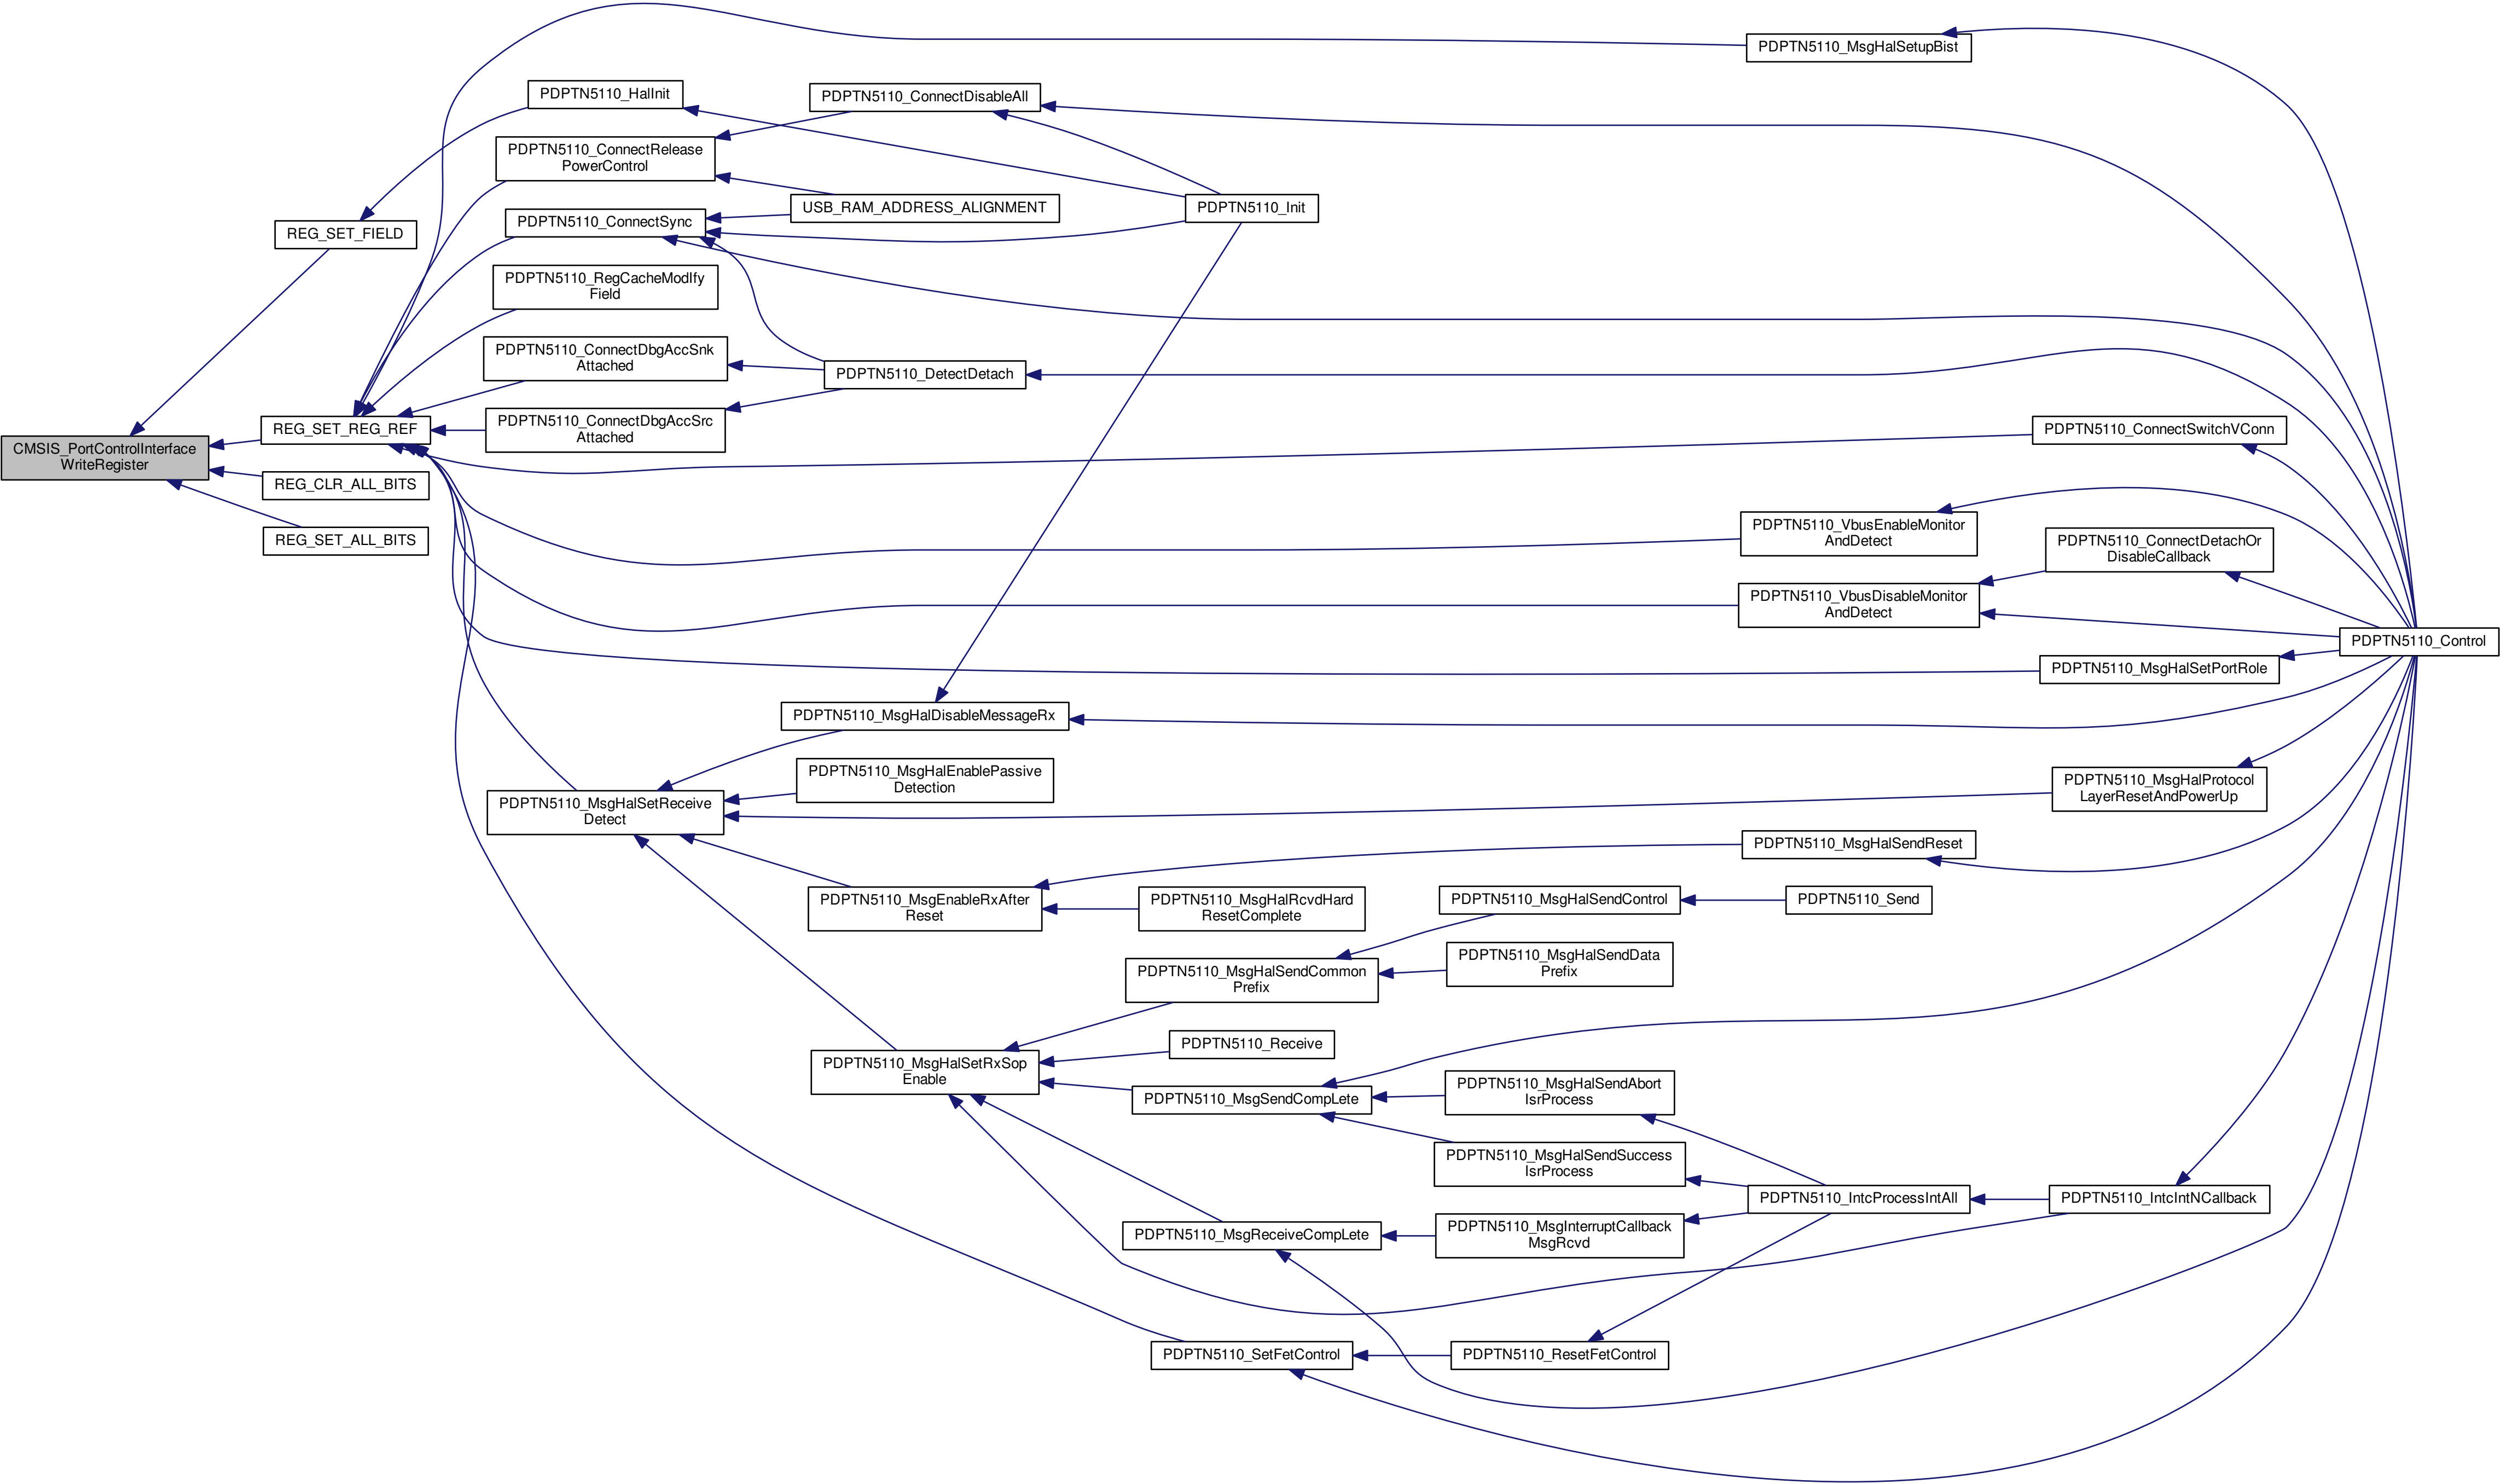 PDPTN5110_MsgHalSetupBist
PDPTN5110_HalInit
PDPTN5110_ConnectDisableAll
PDPTN5110_ConnectRelease
PowerControl
USB_RAM_ADDRESS_ALIGNMENT
PDPTN5110_Init
PDPTN5110_ConnectSync
REG_SET_FIELD
PDPTN5110_RegCacheModIfy
Field
PDPTN5110_ConnectDbgAccSnk
Attached
PDPTN5110_DetectDetach
PDPTN5110_ConnectDbgAccSrc
Attached
REG_SET_REG_REF
PDPTN5110_ConnectSwitchVConn
CMSIS_PortControlInterface
WriteRegister
REG_CLR_ALL_BITS
REG_SET_ALL_BITS
PDPTN5110_VbusEnableMonitor
AndDetect
PDPTN5110_ConnectDetachOr
DisableCallback
PDPTN5110_VbusDisableMonitor
AndDetect
PDPTN5110_Control
PDPTN5110_MsgHalSetPortRole
PDPTN5110_MsgHalDisableMessageRx
PDPTN5110_MsgHalEnablePassive
Detection
PDPTN5110_MsgHalProtocol
LayerResetAndPowerUp
PDPTN5110_MsgHalSetReceive
Detect
PDPTN5110_MsgHalSendReset
PDPTN5110_MsgEnableRxAfter
Reset
PDPTN5110_MsgHalRcvdHard
ResetComplete
PDPTN5110_MsgHalSendControl
PDPTN5110_Send
PDPTN5110_MsgHalSendCommon
Prefix
PDPTN5110_MsgHalSendData
Prefix
PDPTN5110_Receive
PDPTN5110_MsgHalSetRxSop
Enable
PDPTN5110_MsgSendCompLete
PDPTN5110_MsgHalSendAbort
IsrProcess
PDPTN5110_MsgHalSendSuccess
IsrProcess
PDPTN5110_IntcProcessIntAll
PDPTN5110_IntcIntNCallback
PDPTN5110_MsgReceiveCompLete
PDPTN5110_MsgInterruptCallback
MsgRcvd
PDPTN5110_SetFetControl
PDPTN5110_ResetFetControl